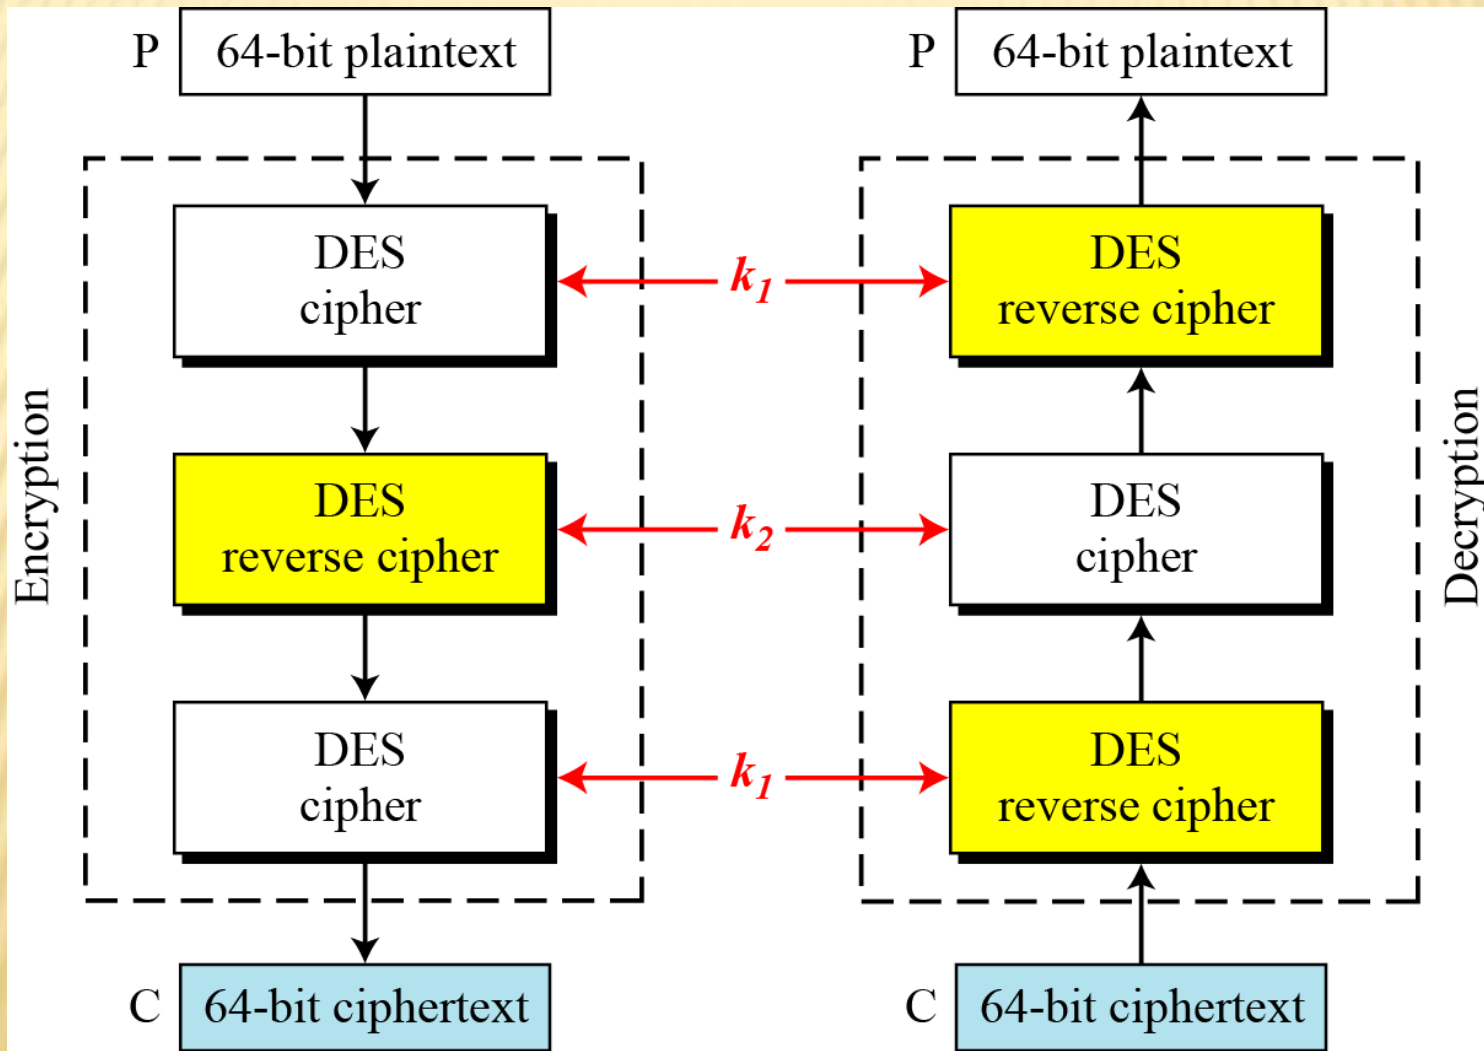 P
64-bit plaintext
P
64-bit plaintext
Encryption
DES
cipher
k1
DES
reverse cipher
DES
reverse cipher
k2
DES
cipher
DES
cipher
k1
DES
reverse cipher
Decryption
C
64-bit ciphertext
C
64-bit ciphertext